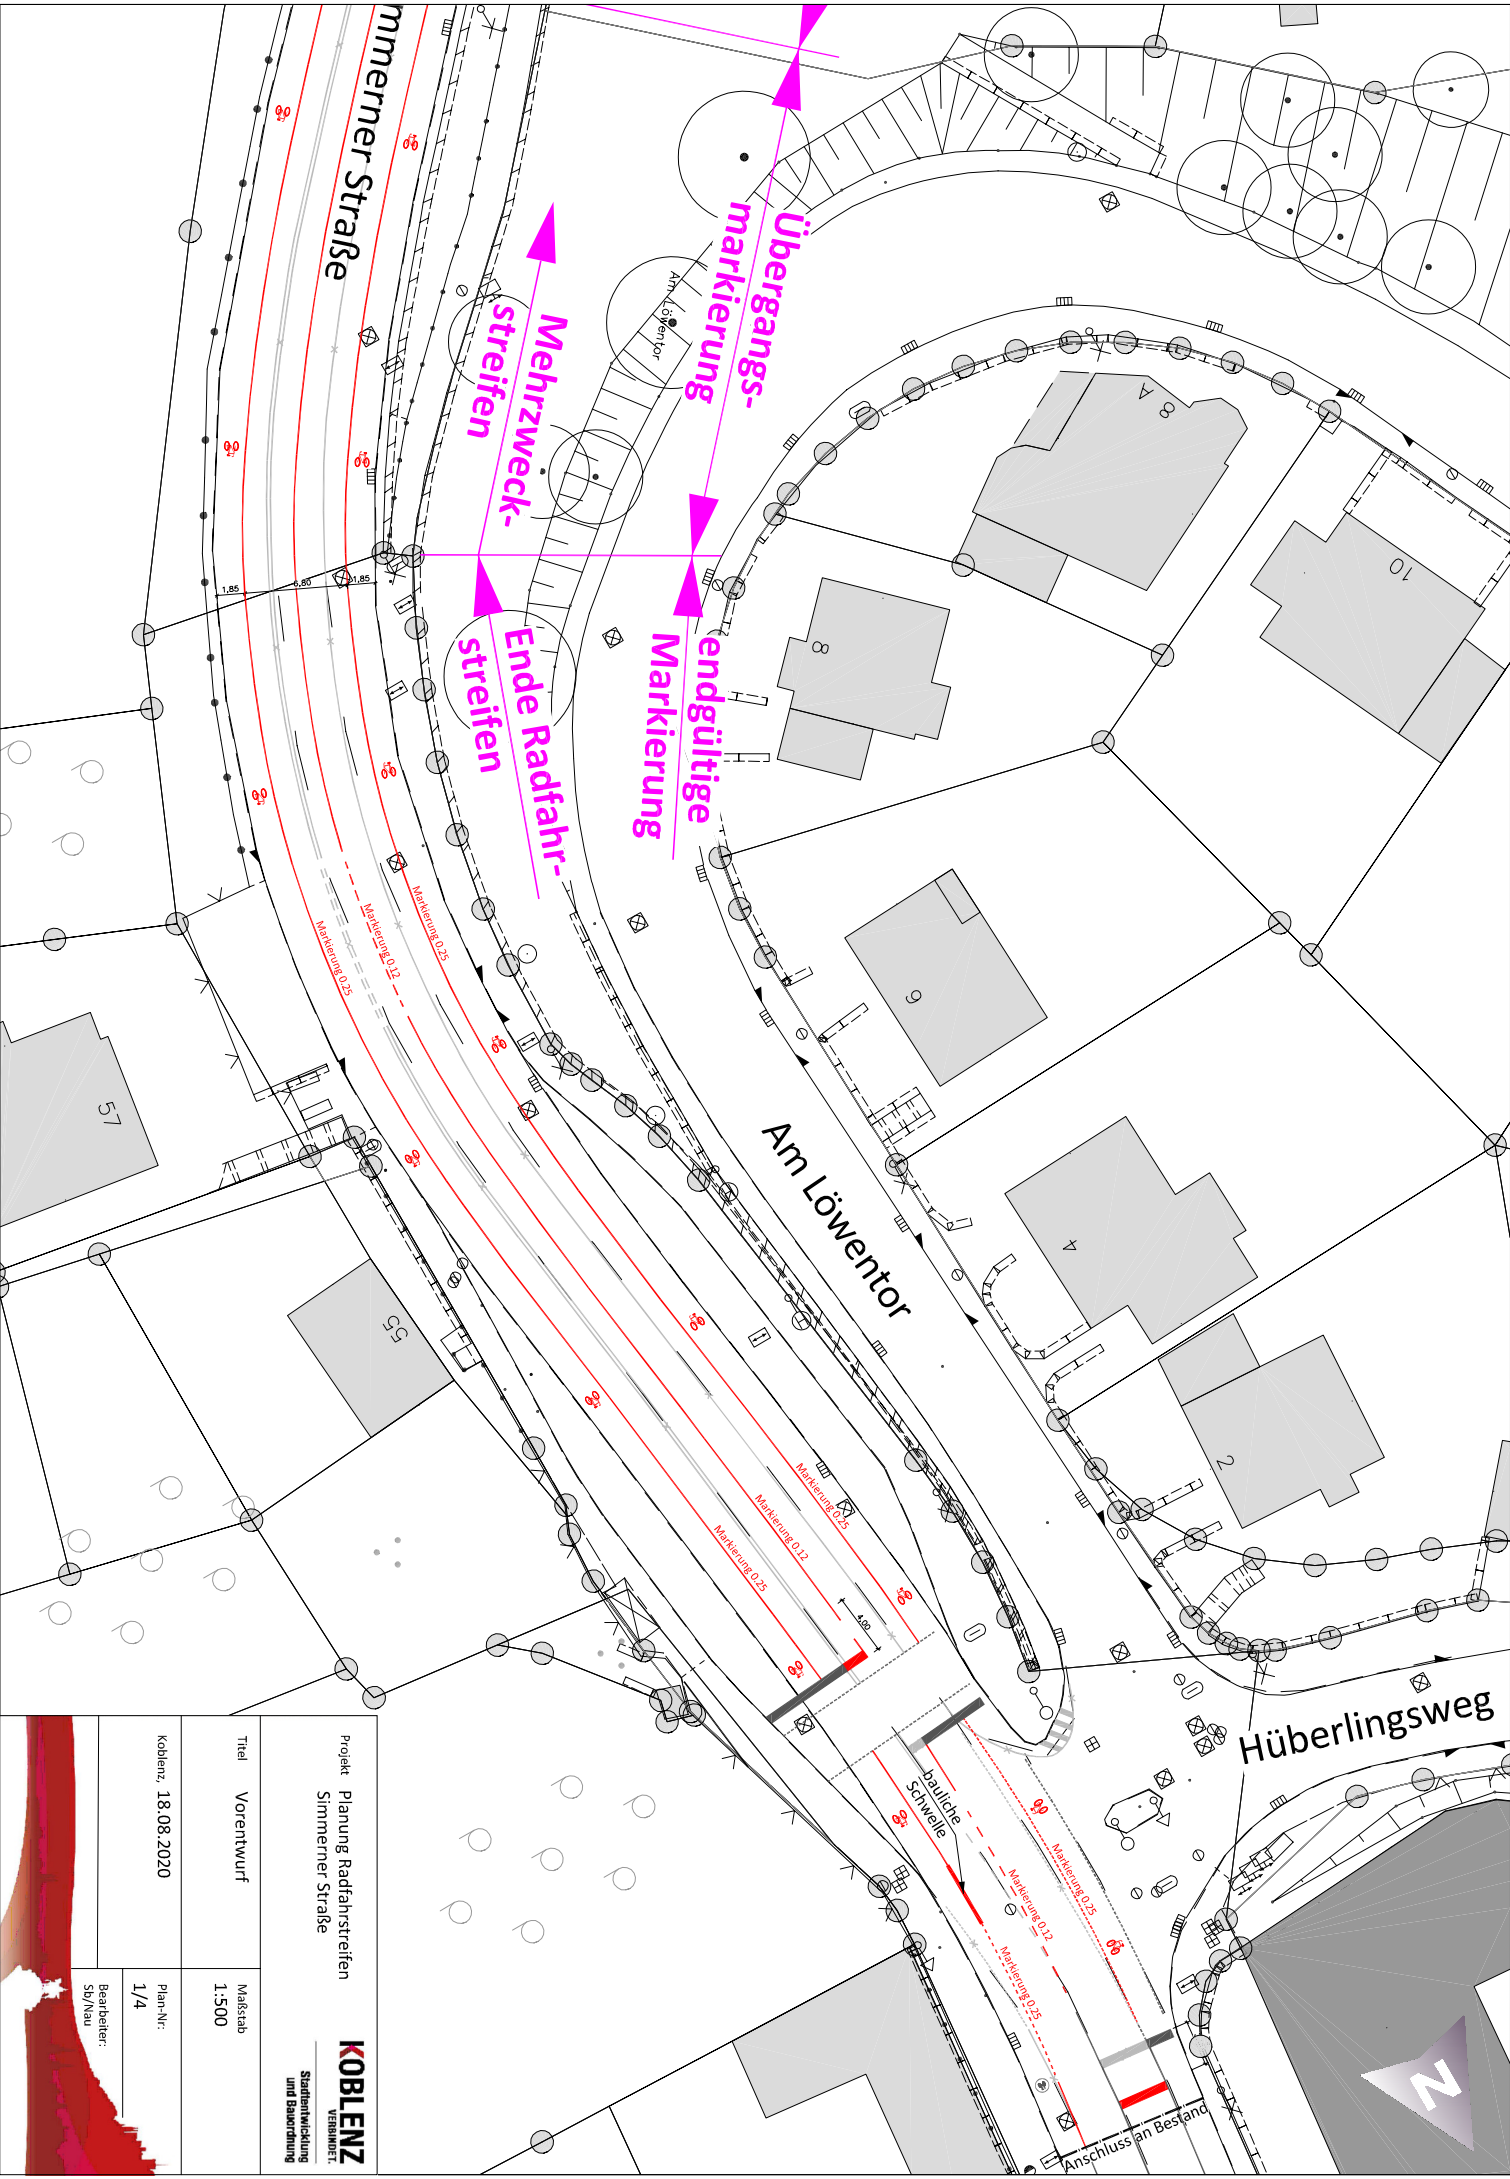 mmerner Straße
Übergangs-
markierung
Mehrzweck-
streifen
Am Löwentor
endgültige
Markierung
Ende Radfahr-
streifen
1,85
6,80
1,85
8 A
10
8
6
4
2
57
55
Markierung 0.25
Markierung 0.12
Markierung 0.25
Am Löwentor
Markierung 0.25
Markierung 0.12
Markierung 0.25
4,00
Hüberlingsweg
bauliche
Schwelle
Markierung 0.25
Markierung 0.12
Markierung 0.25
Anschluss an Bestand
N
Projekt Planung Radfahrstreifen
Simmerner Straße
KOBLENZ
VERBINDET.
Stadtentwicklung
und Bauordnung
Titel Vorentwurf
Maßstab
1:500
Koblenz, 18.08.2020
Plan-Nr:
1/4
Bearbeiter:
Sb/Nau